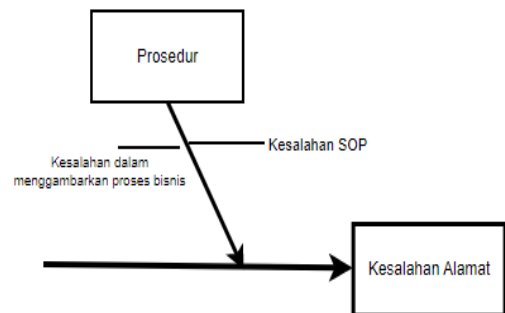 Prosedur
Kesalahan SOP
Kesalahan dalam
menggambarkan proses bisnis
Kesalahan Alamat